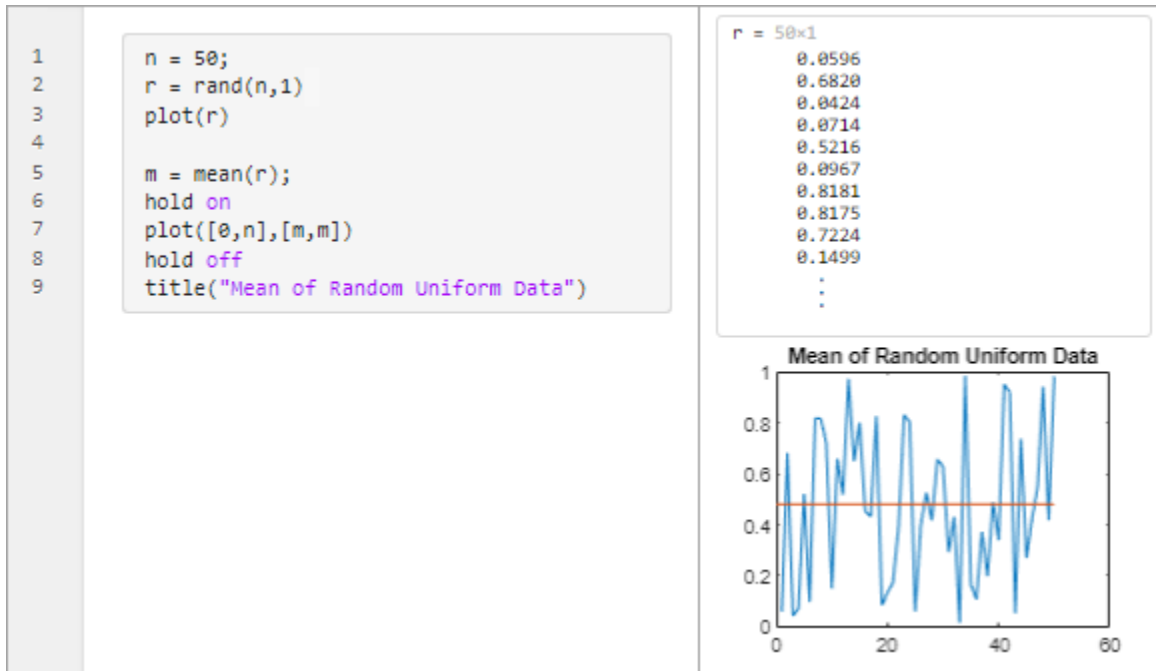 1 n = 50;
2 r = rand(n,1)
3 plot(r)
4
5 m = mean(r);
6 hold on
7 plot([0,n],[m,m])
8 hold off
9 title("Mean of Random Uniform Data")
r = 50×1
0.0596
0.6820
0.0424
0.0714
0.5216
0.0967
0.8181
0.8175
0.7224
0.1499
⋮
Mean of Random Uniform Data
1
0.8
0.6
0.4
0.2
0
0 20 40 60